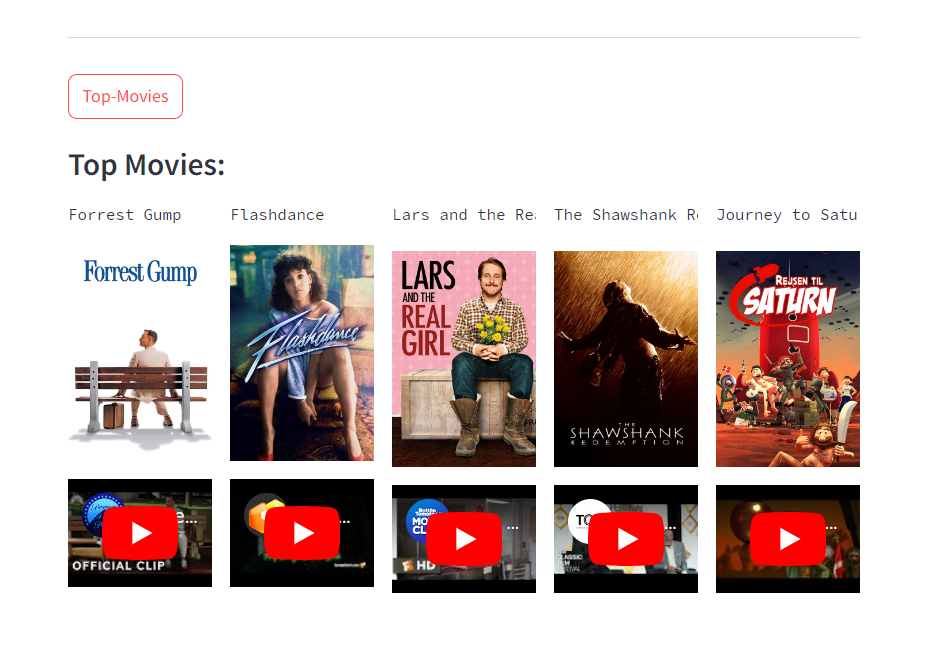 Top-Movies
Top Movies:
Forrest Gump
Flashdance
Lars and the Rea
The Shawshank R
Journey to Satu
Forrest Gump
Flashdance
LARS
AND THE
REAL
GIRL
THE
SHAWSHANK
REDEMPTION
REJSEN TIL
SATURN
e...
OFFICIAL CLIP
...
MO
CL
...
HD
...
CLASSIC
FILM
...